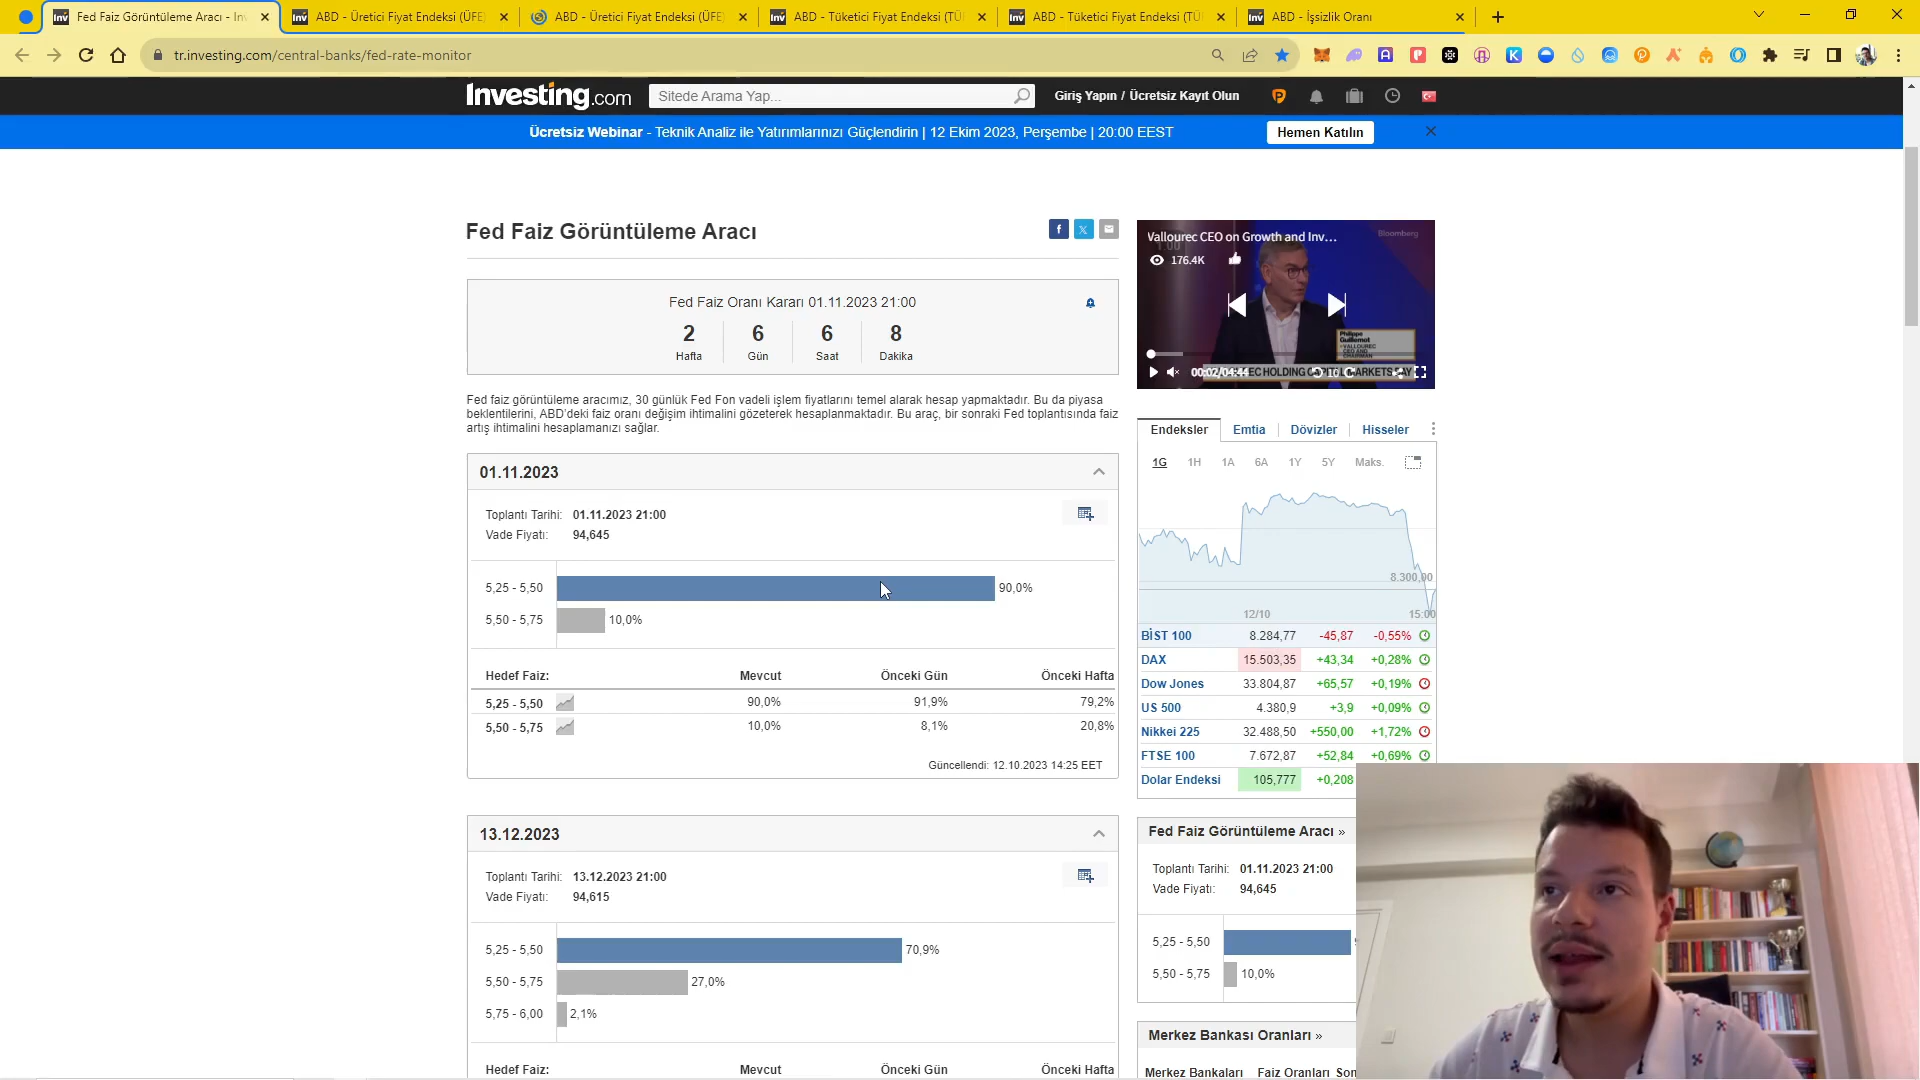 Fed Faiz Görüntüleme Aracı - Inv
ABD - Üretici Fiyat Endeksi (ÜFE)
ABD - Üretici Fiyat Endeksi (ÜFE)
ABD - Tüketici Fiyat Endeksi (TÜ
ABD - Tüketici Fiyat Endeksi (TÜ
ABD - İşsizlik Oranı
tr.investing.com/central-banks/fed-rate-monitor
Investing.com
Sitede Arama Yap...
Giriş Yapın / Ücretsiz Kayıt Olun
Ücretsiz Webinar - Teknik Analiz ile Yatırımlarınızı Güçlendirin | 12 Ekim 2023, Perşembe | 20:00 EEST
Hemen Katılın
Fed Faiz Görüntüleme Aracı
Fed Faiz Oranı Kararı 01.11.2023 21:00
2 6 6 8
Hafta Gün Saat Dakika
Fed faiz görüntüleme aracımız, 30 günlük Fed Fon vadeli işlem fiyatlarını temel alarak hesap yapmaktadır. Bu da piyasa
beklentilerini, ABD'deki faiz oranı değişim ihtimalini gözeterek hesaplanmaktadır. Bu araç, bir sonraki Fed toplantısında faiz
artış ihtimalini hesaplamanızı sağlar.
01.11.2023
Toplantı Tarihi: 01.11.2023 21:00
Vade Fiyatı: 94,645
5,25 - 5,50 90,0%
5,50 - 5,75 10,0%
Hedef Faiz: Mevcut Önceki Gün Önceki Hafta
5,25 - 5,50 90,0% 91,9% 79,2%
5,50 - 5,75 10,0% 8,1% 20,8%
Güncellendi: 12.10.2023 14:25 EET
13.12.2023
Toplantı Tarihi: 13.12.2023 21:00
Vade Fiyatı: 94,615
5,25 - 5,50 70,9%
5,50 - 5,75 27,0%
5,75 - 6,00 2,1%
Hedef Faiz: Mevcut Önceki Gün Önceki Hafta
Vallourec CEO on Growth and Inv...
Bloomberg
176.4K
Philippe
Guillemot
VALLOUREC
CEO AND
CHAIRMAN
00:02/04:44
HOLDING CAPITAL MARKETS DAY
Endeksler Emtia Dövizler Hisseler
1G 1H 1A 6A 1Y 5Y Maks.
8.300,00
12/10 15:00
BİST 100 8.284,77 -45,87 -0,55%
DAX 15.503,35 +43,34 +0,28%
Dow Jones 33.804,87 +65,57 +0,19%
US 500 4.380,9 +3,9 +0,09%
Nikkei 225 32.488,50 +550,00 +1,72%
FTSE 100 7.672,87 +52,84 +0,69%
Dolar Endeksi 105,777 +0,208
Fed Faiz Görüntüleme Aracı »
Toplantı Tarihi: 01.11.2023 21:00
Vade Fiyatı: 94,645
5,25 - 5,50
5,50 - 5,75 10,0%
Merkez Bankası Oranları »
Merkez Bankaları Faiz Oranları Son